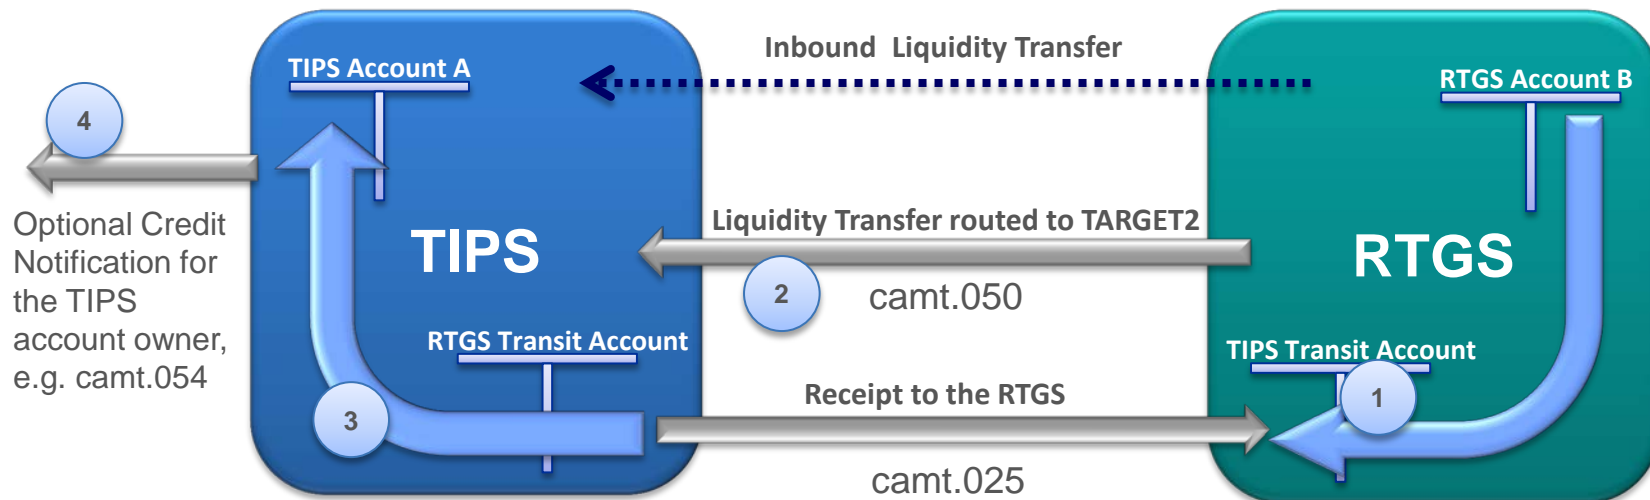 Inbound Liquidity Transfer
TIPS Account A
RTGS Account B
4
Optional Credit
Notification for
the TIPS
account owner,
e.g. camt.054
TIPS
Liquidity Transfer routed to TARGET2
2
camt.050
RTGS
RTGS Transit Account
3
TIPS Transit Account
1
Receipt to the RTGS
camt.025